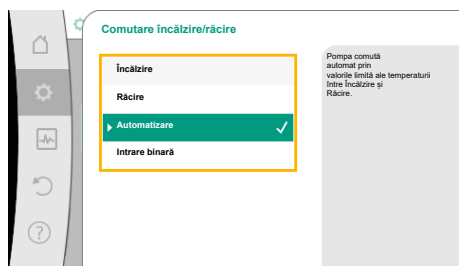 Comutare încălzire/răcire
Încălzire
Răcire
Automatizare
Intrare binară
Pompa comută
automat prin
valorile limită ale temperaturii
între Încălzire și
Răcire.